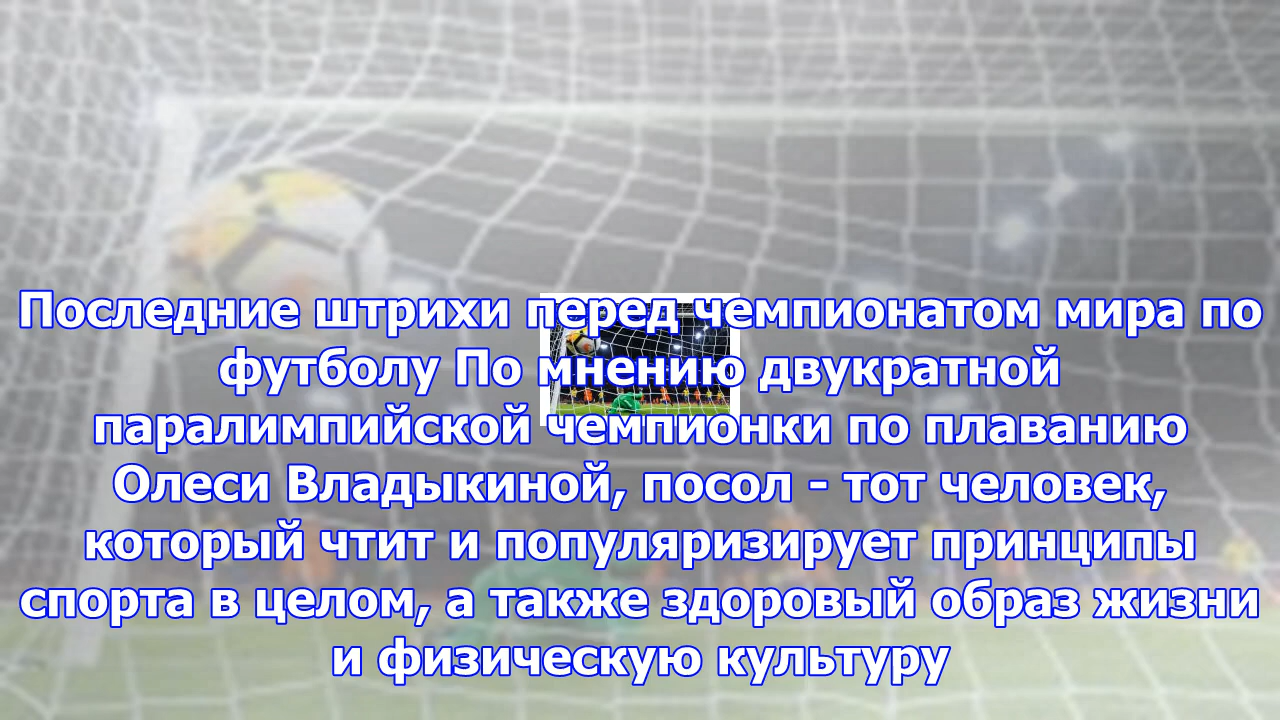 Последние штрихи перед чемпионатом мира по
футболу По мнению двукратной
паралимпийской чемпионки по плаванию
Олеси Владыкиной, посол - тот человек,
который чтит и популяризирует принципы
спорта в целом, а также здоровый образ жизни
и физическую культуру